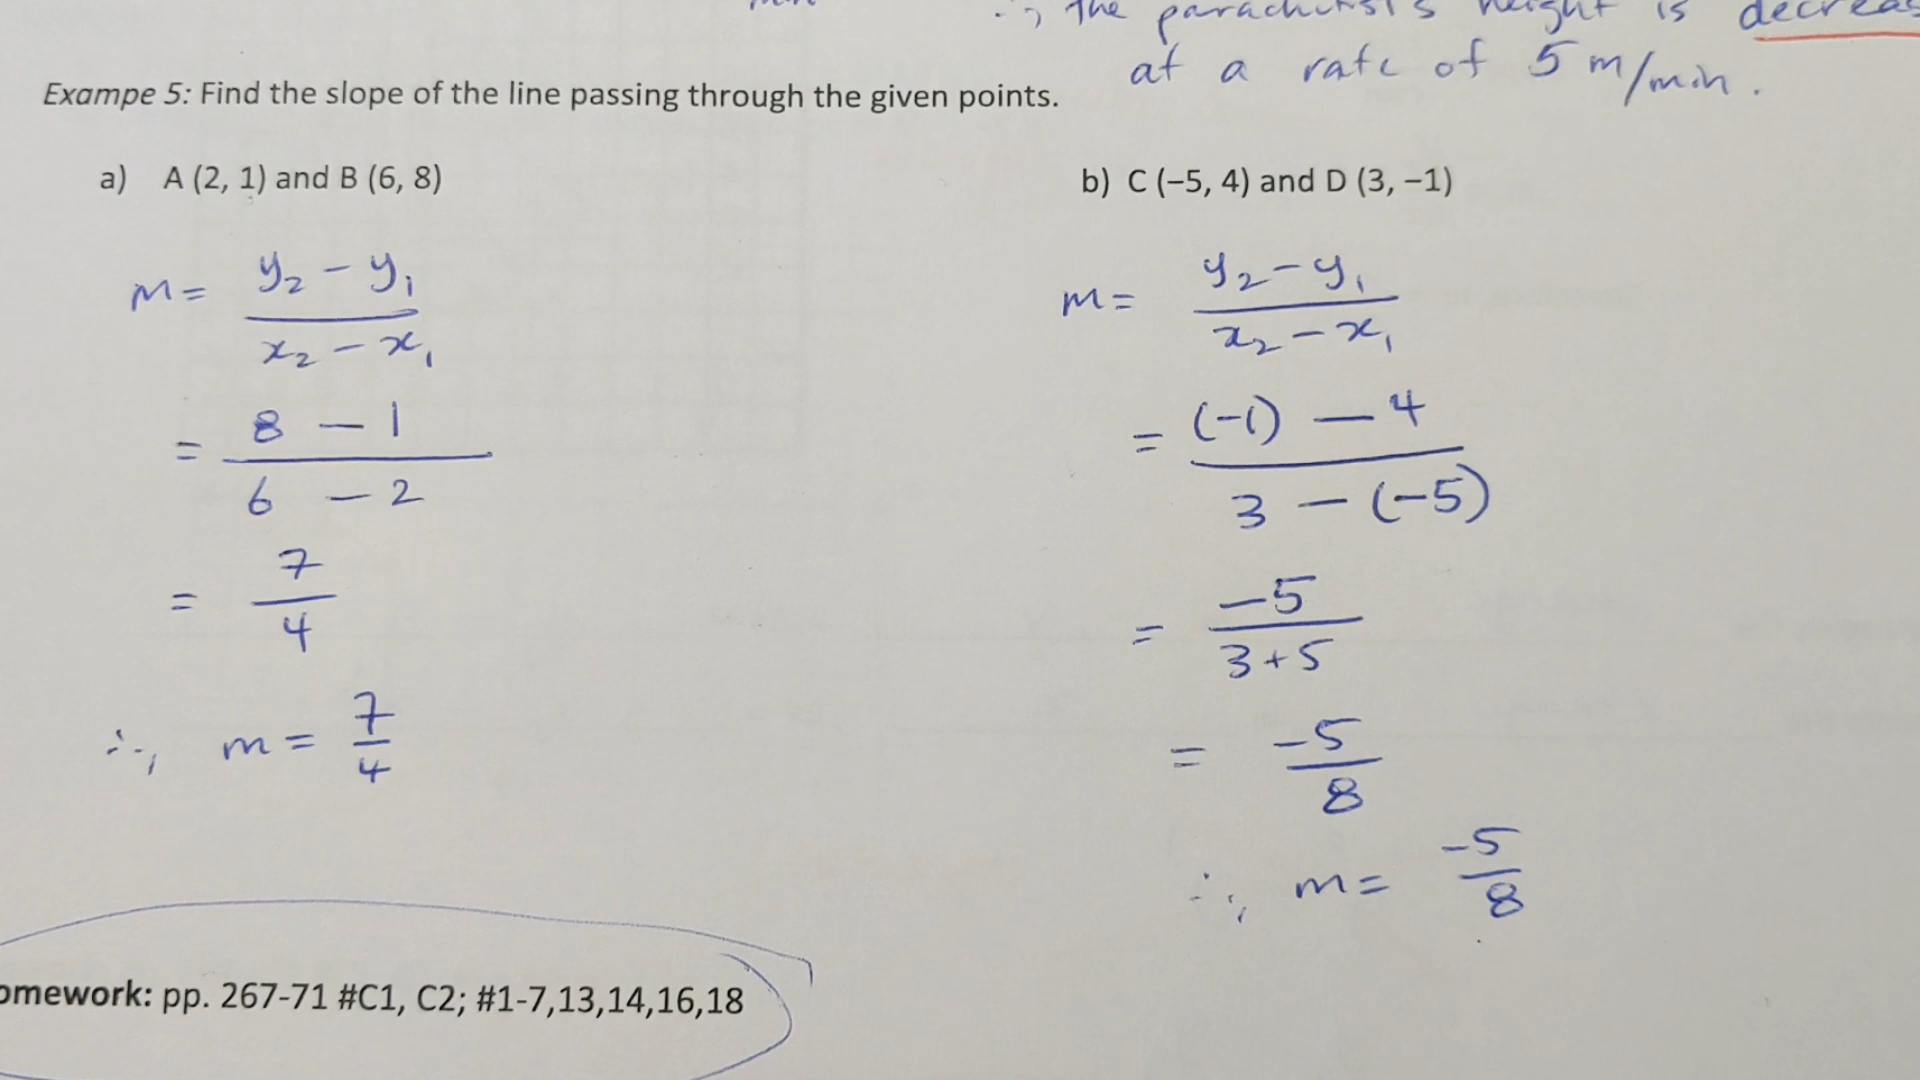 ∴, The parachutist's height is decreas
at a rate of 5 m/min.
Exampe 5: Find the slope of the line passing through the given points.
a) A (2, 1) and B (6, 8)
m = y₂ - y₁
x₂ - x₁
= 8 - 1
6 - 2
= 7
4
∴, m = 7
4
b) C (−5, 4) and D (3, −1)
m = y₂ - y₁
x₂ - x₁
= (-1) - 4
3 - (-5)
= -5
3+5
= -5
8
∴, m = -5
8
omework: pp. 267-71 #C1, C2; #1-7,13,14,16,18